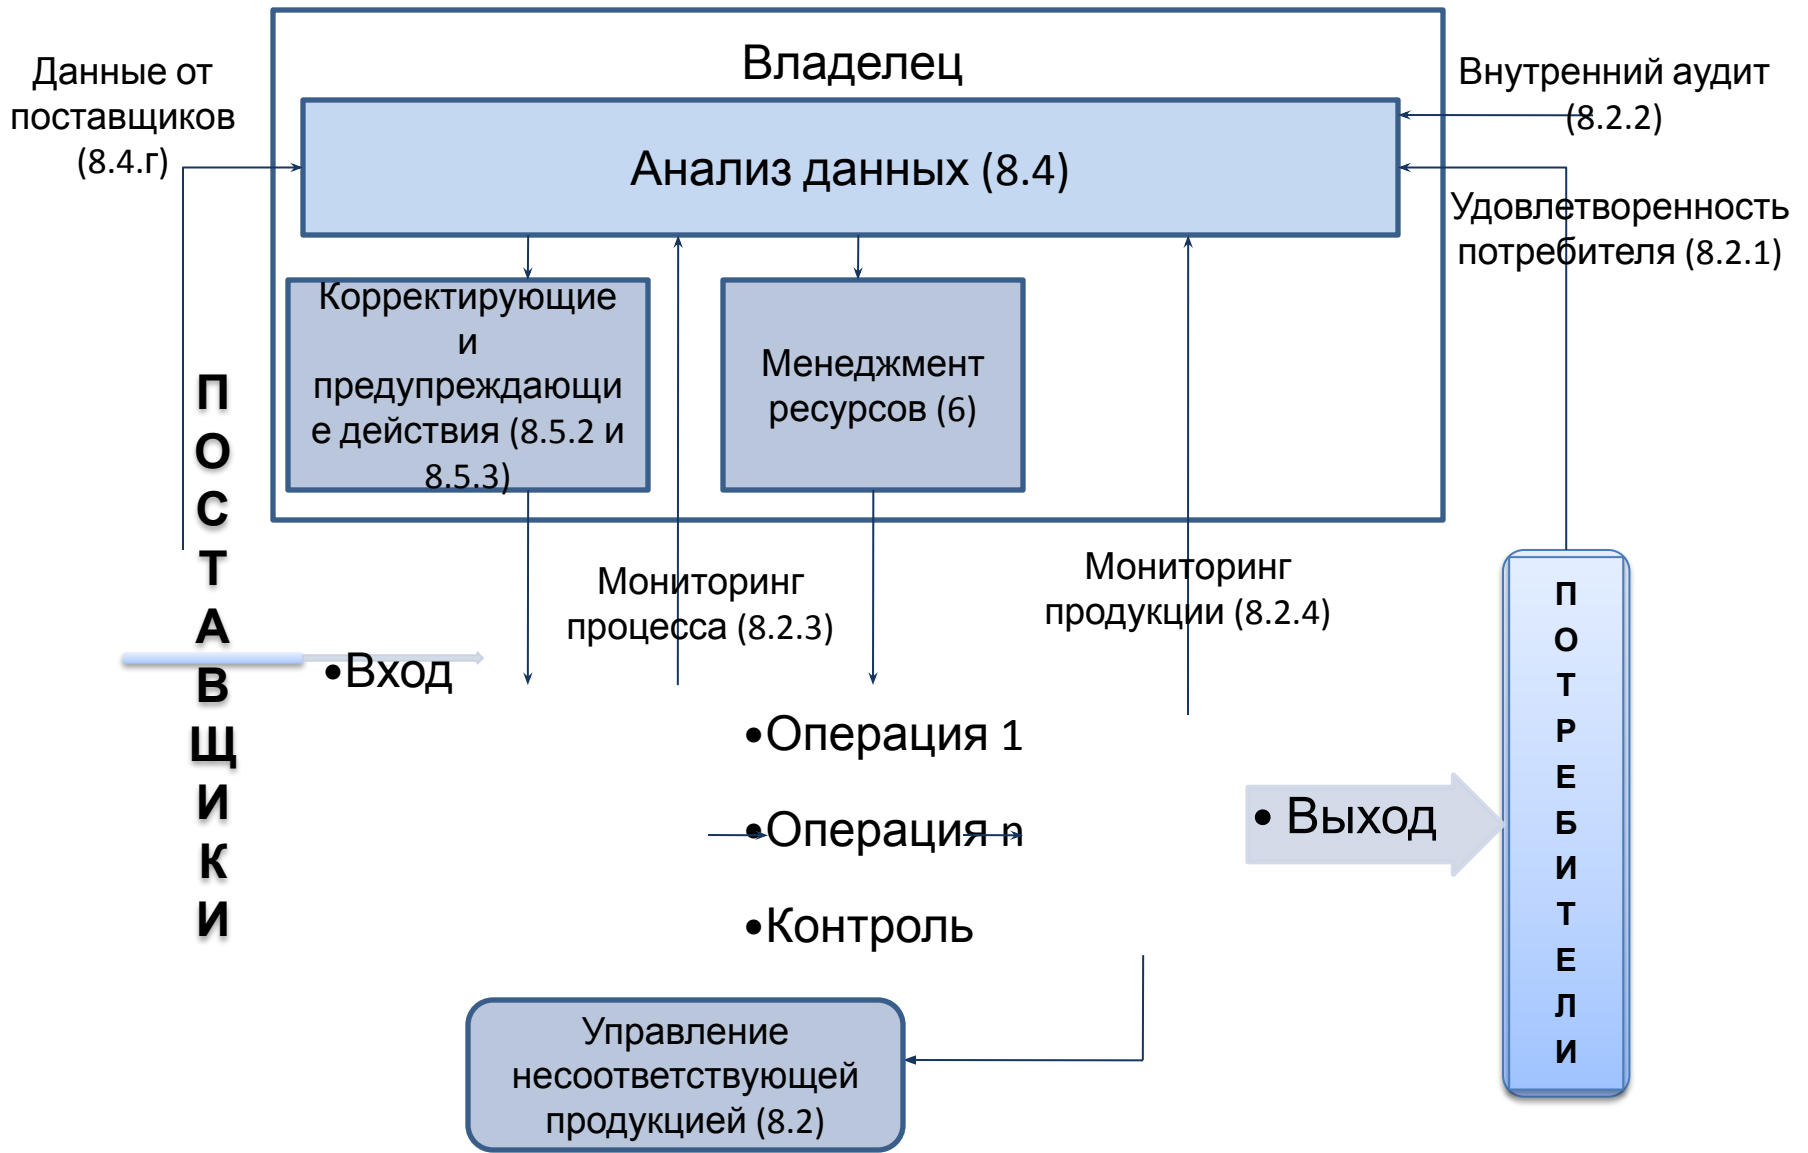 Владелец
Данные от
поставщиков
(8.4.г)
Внутренний аудит
(8.2.2)
Анализ данных (8.4)
Удовлетворенность
потребителя (8.2.1)
Корректирующие
и
предупреждающи
е действия (8.5.2 и
8.5.3)
Менеджмент
ресурсов (6)
П
О
С
Т
А
В
Щ
И
К
И
Мониторинг
процесса (8.2.3)
Мониторинг
продукции (8.2.4)
•Вход
•Операция 1
•Операция n
•Контроль
• Выход
П
О
Т
Р
Е
Б
И
Т
Е
Л
И
Управление
несоответствующей
продукцией (8.2)